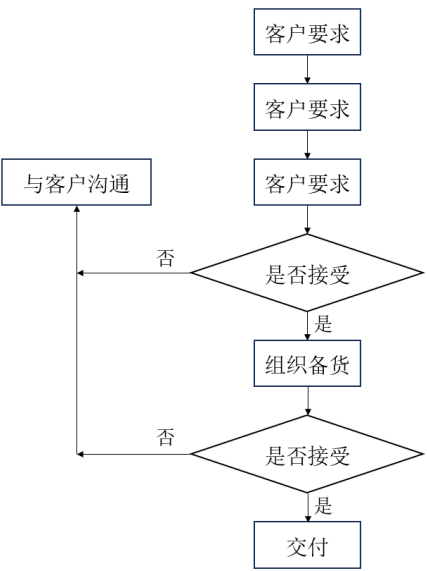 客户要求
客户要求
客户要求
与客户沟通
否
是否接受
是
组织备货
否
是否接受
是
交付